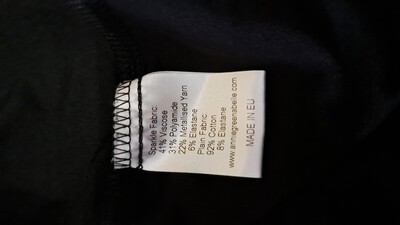 Sparkle Fabric:
41% Viscose
31% Polyamide
22% Metallised Yarn
6% Elastane
Plain Fabric:
92% Cotton
8% Elastane
www.anniegreenabelle.com
MADE IN EU